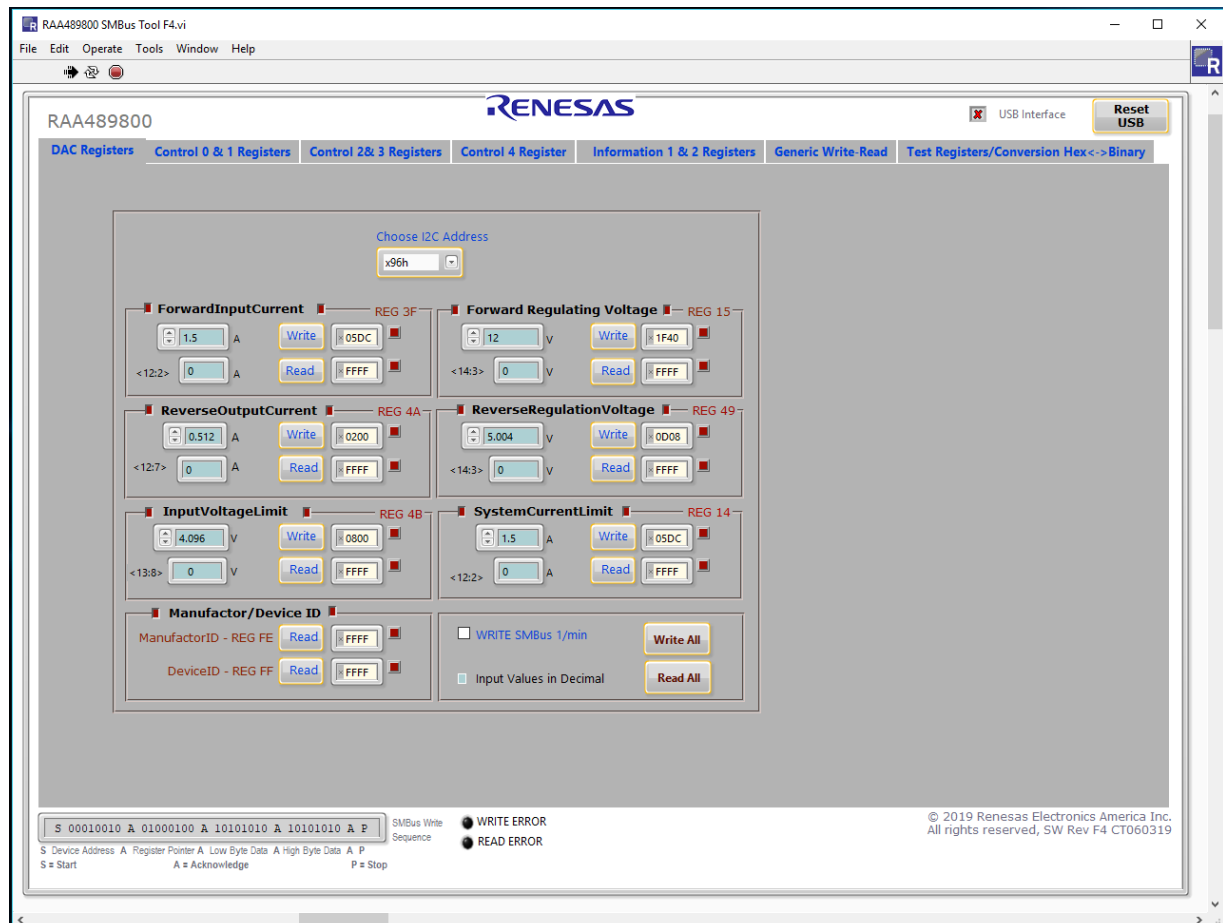 RAA489800 SMBus Tool F4.vi
File Edit Operate Tools Window Help
RENESAS
RAA489800
USB Interface
Reset USB
DAC Registers Control 0 & 1 Registers Control 2& 3 Registers Control 4 Register Information 1 & 2 Registers Generic Write-Read Test Registers/Conversion Hex<->Binary
Choose I2C Address
x96h
ForwardInputCurrent REG 3F
1.5 A Write x 05DC
<12:2> 0 A Read x FFFF
Forward Regulating Voltage REG 15
12 V Write x 1F40
<14:3> 0 V Read x FFFF
ReverseOutputCurrent REG 4A
0.512 A Write x 0200
<12:7> 0 A Read x FFFF
ReverseRegulationVoltage REG 49
5.004 V Write x 0D08
<14:3> 0 V Read x FFFF
InputVoltageLimit REG 4B
4.096 V Write x 0800
<13:8> 0 V Read x FFFF
SystemCurrentLimit REG 14
1.5 A Write x 05DC
<12:2> 0 A Read x FFFF
Manufactor/Device ID
ManufactorID - REG FE Read x FFFF
DeviceID - REG FF Read x FFFF
WRITE SMBus 1/min Write All
Input Values in Decimal Read All
S 00010010 A 01000100 A 10101010 A 10101010 A P
SMBus Write Sequence
S Device Address A Register Pointer A Low Byte Data A High Byte Data A P
S = Start A = Acknowledge P = Stop
WRITE ERROR
READ ERROR
© 2019 Renesas Electronics America Inc.
All rights reserved, SW Rev F4 CT060319